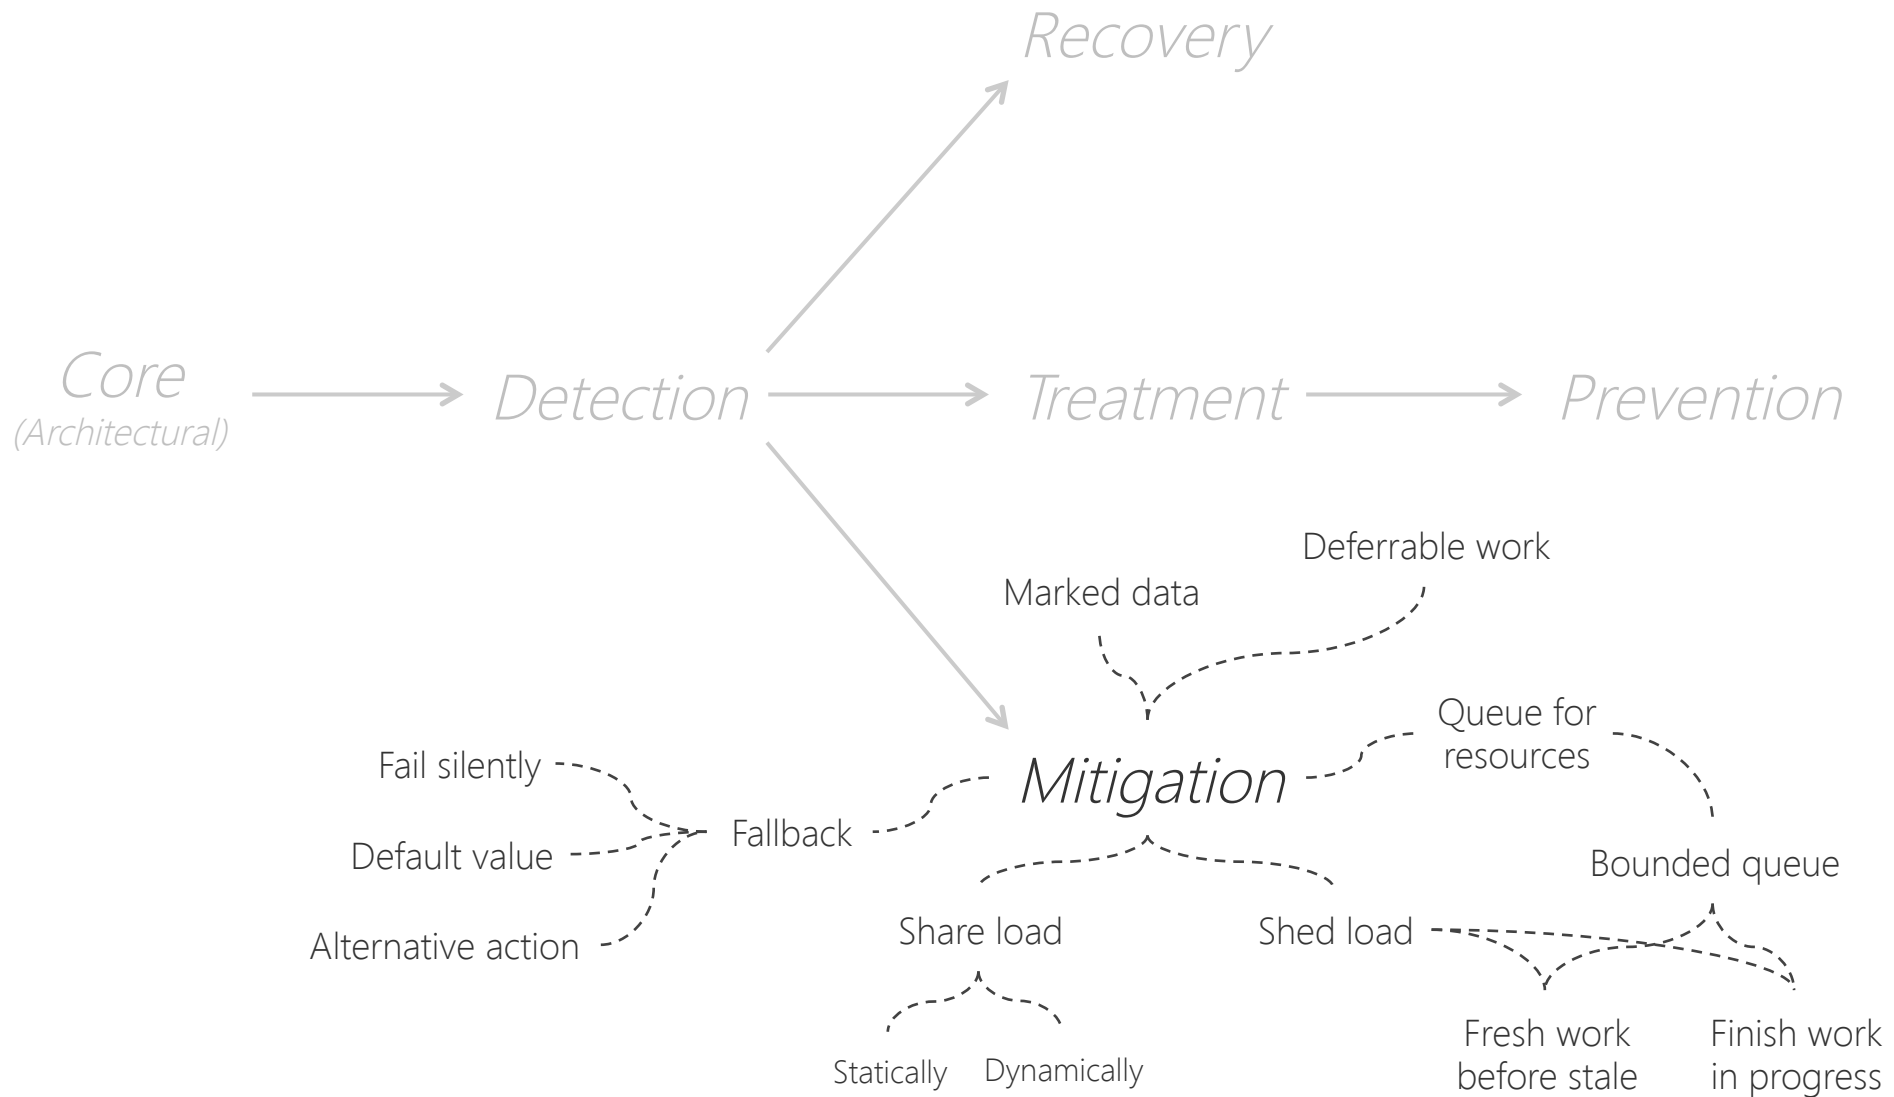 Recovery
Core
(Architectural)
Detection
Treatment
Prevention
Deferrable work
Marked data
Queue for
resources
Fail silently
Mitigation
Fallback
Default value
Bounded queue
Alternative action
Share load
Shed load
Statically
Dynamically
Fresh work
before stale
Finish work
in progress